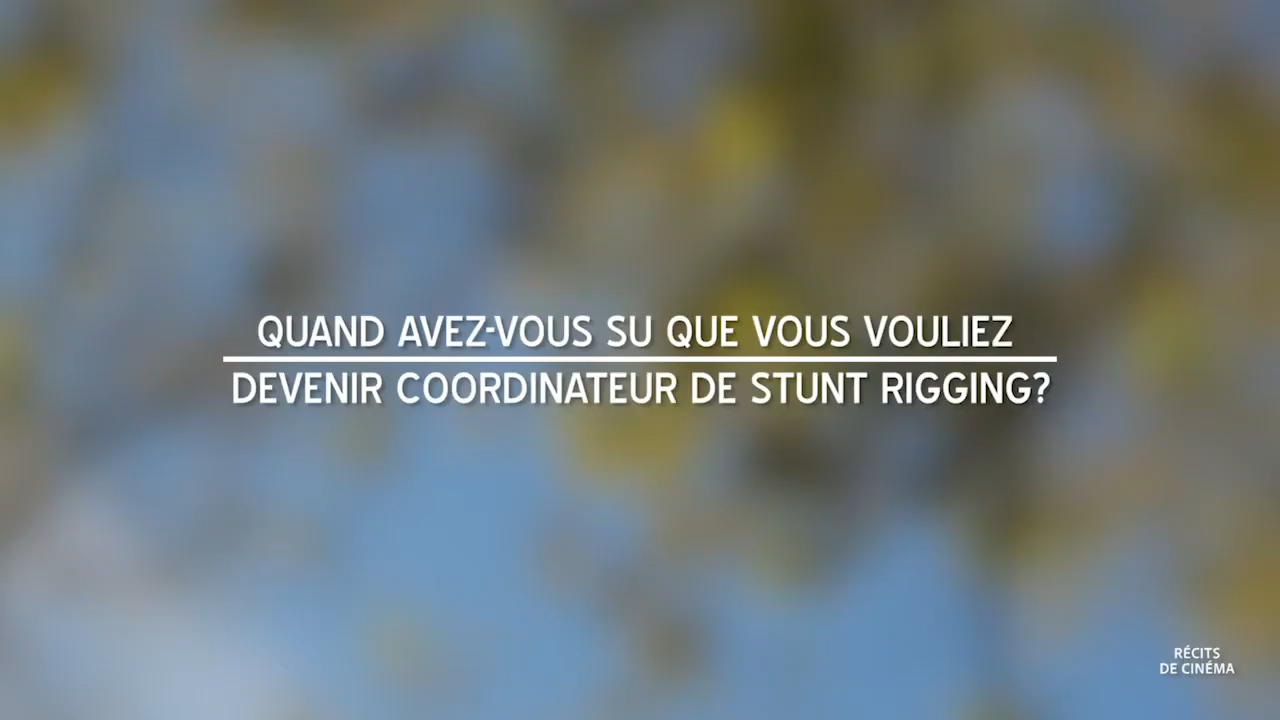 QUAND AVEZ-VOUS SU QUE VOUS VOULIEZ
DEVENIR COORDINATEUR DE STUNT RIGGING?
RÉCITS
DE CINÉMA